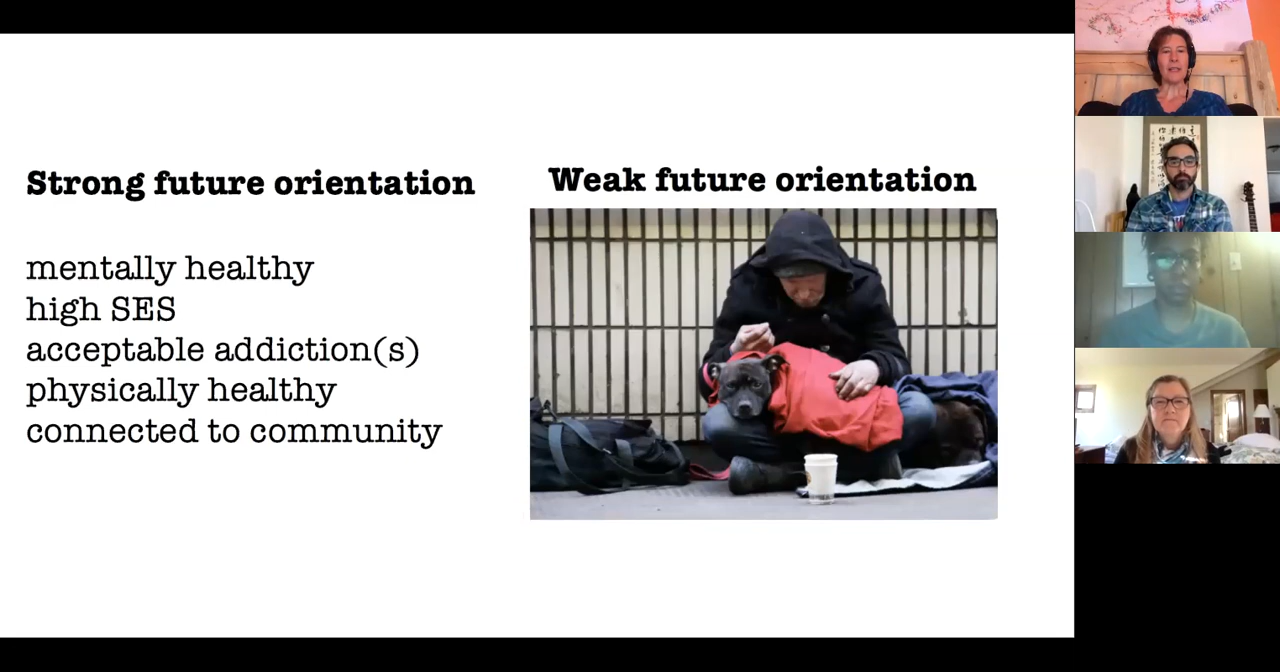 Strong future orientation
mentally healthy
high SES
acceptable addiction(s)
physically healthy
connected to community
Weak future orientation